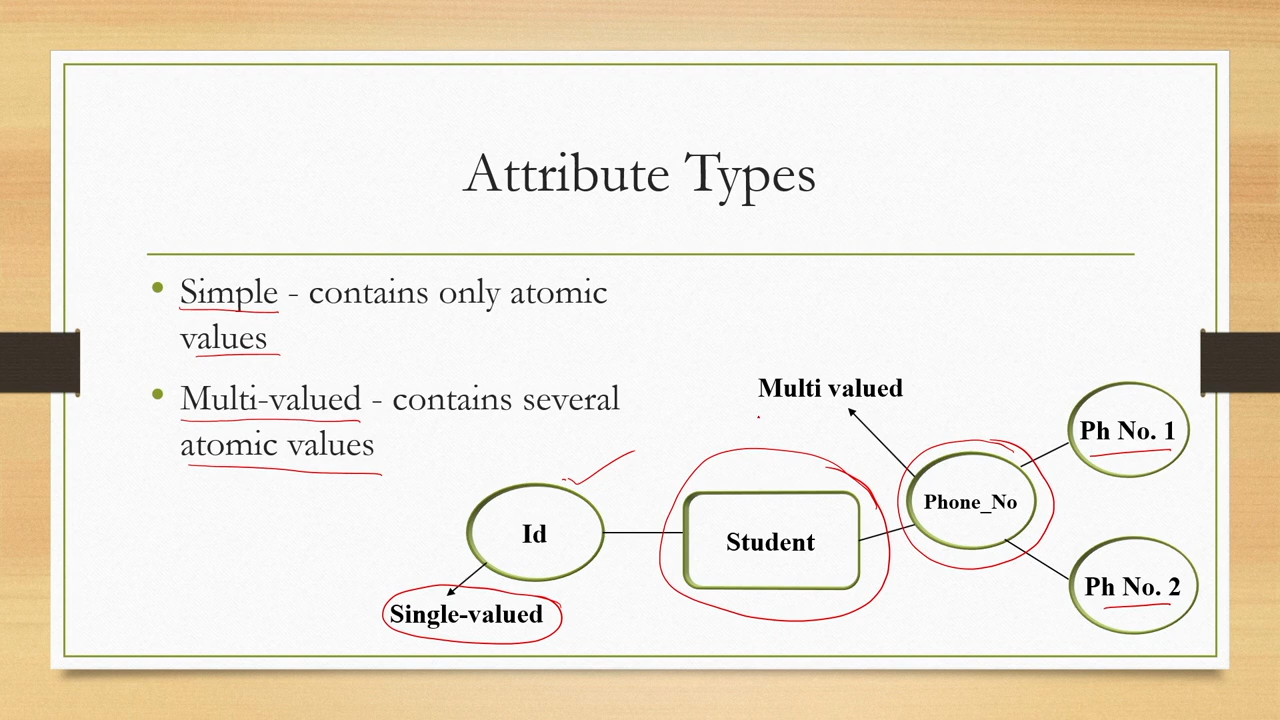 Attribute Types
• Simple - contains only atomic
values
• Multi-valued - contains several
atomic values
Multi valued
Ph No. 1
Phone_No
Id
Student
Ph No. 2
Single-valued